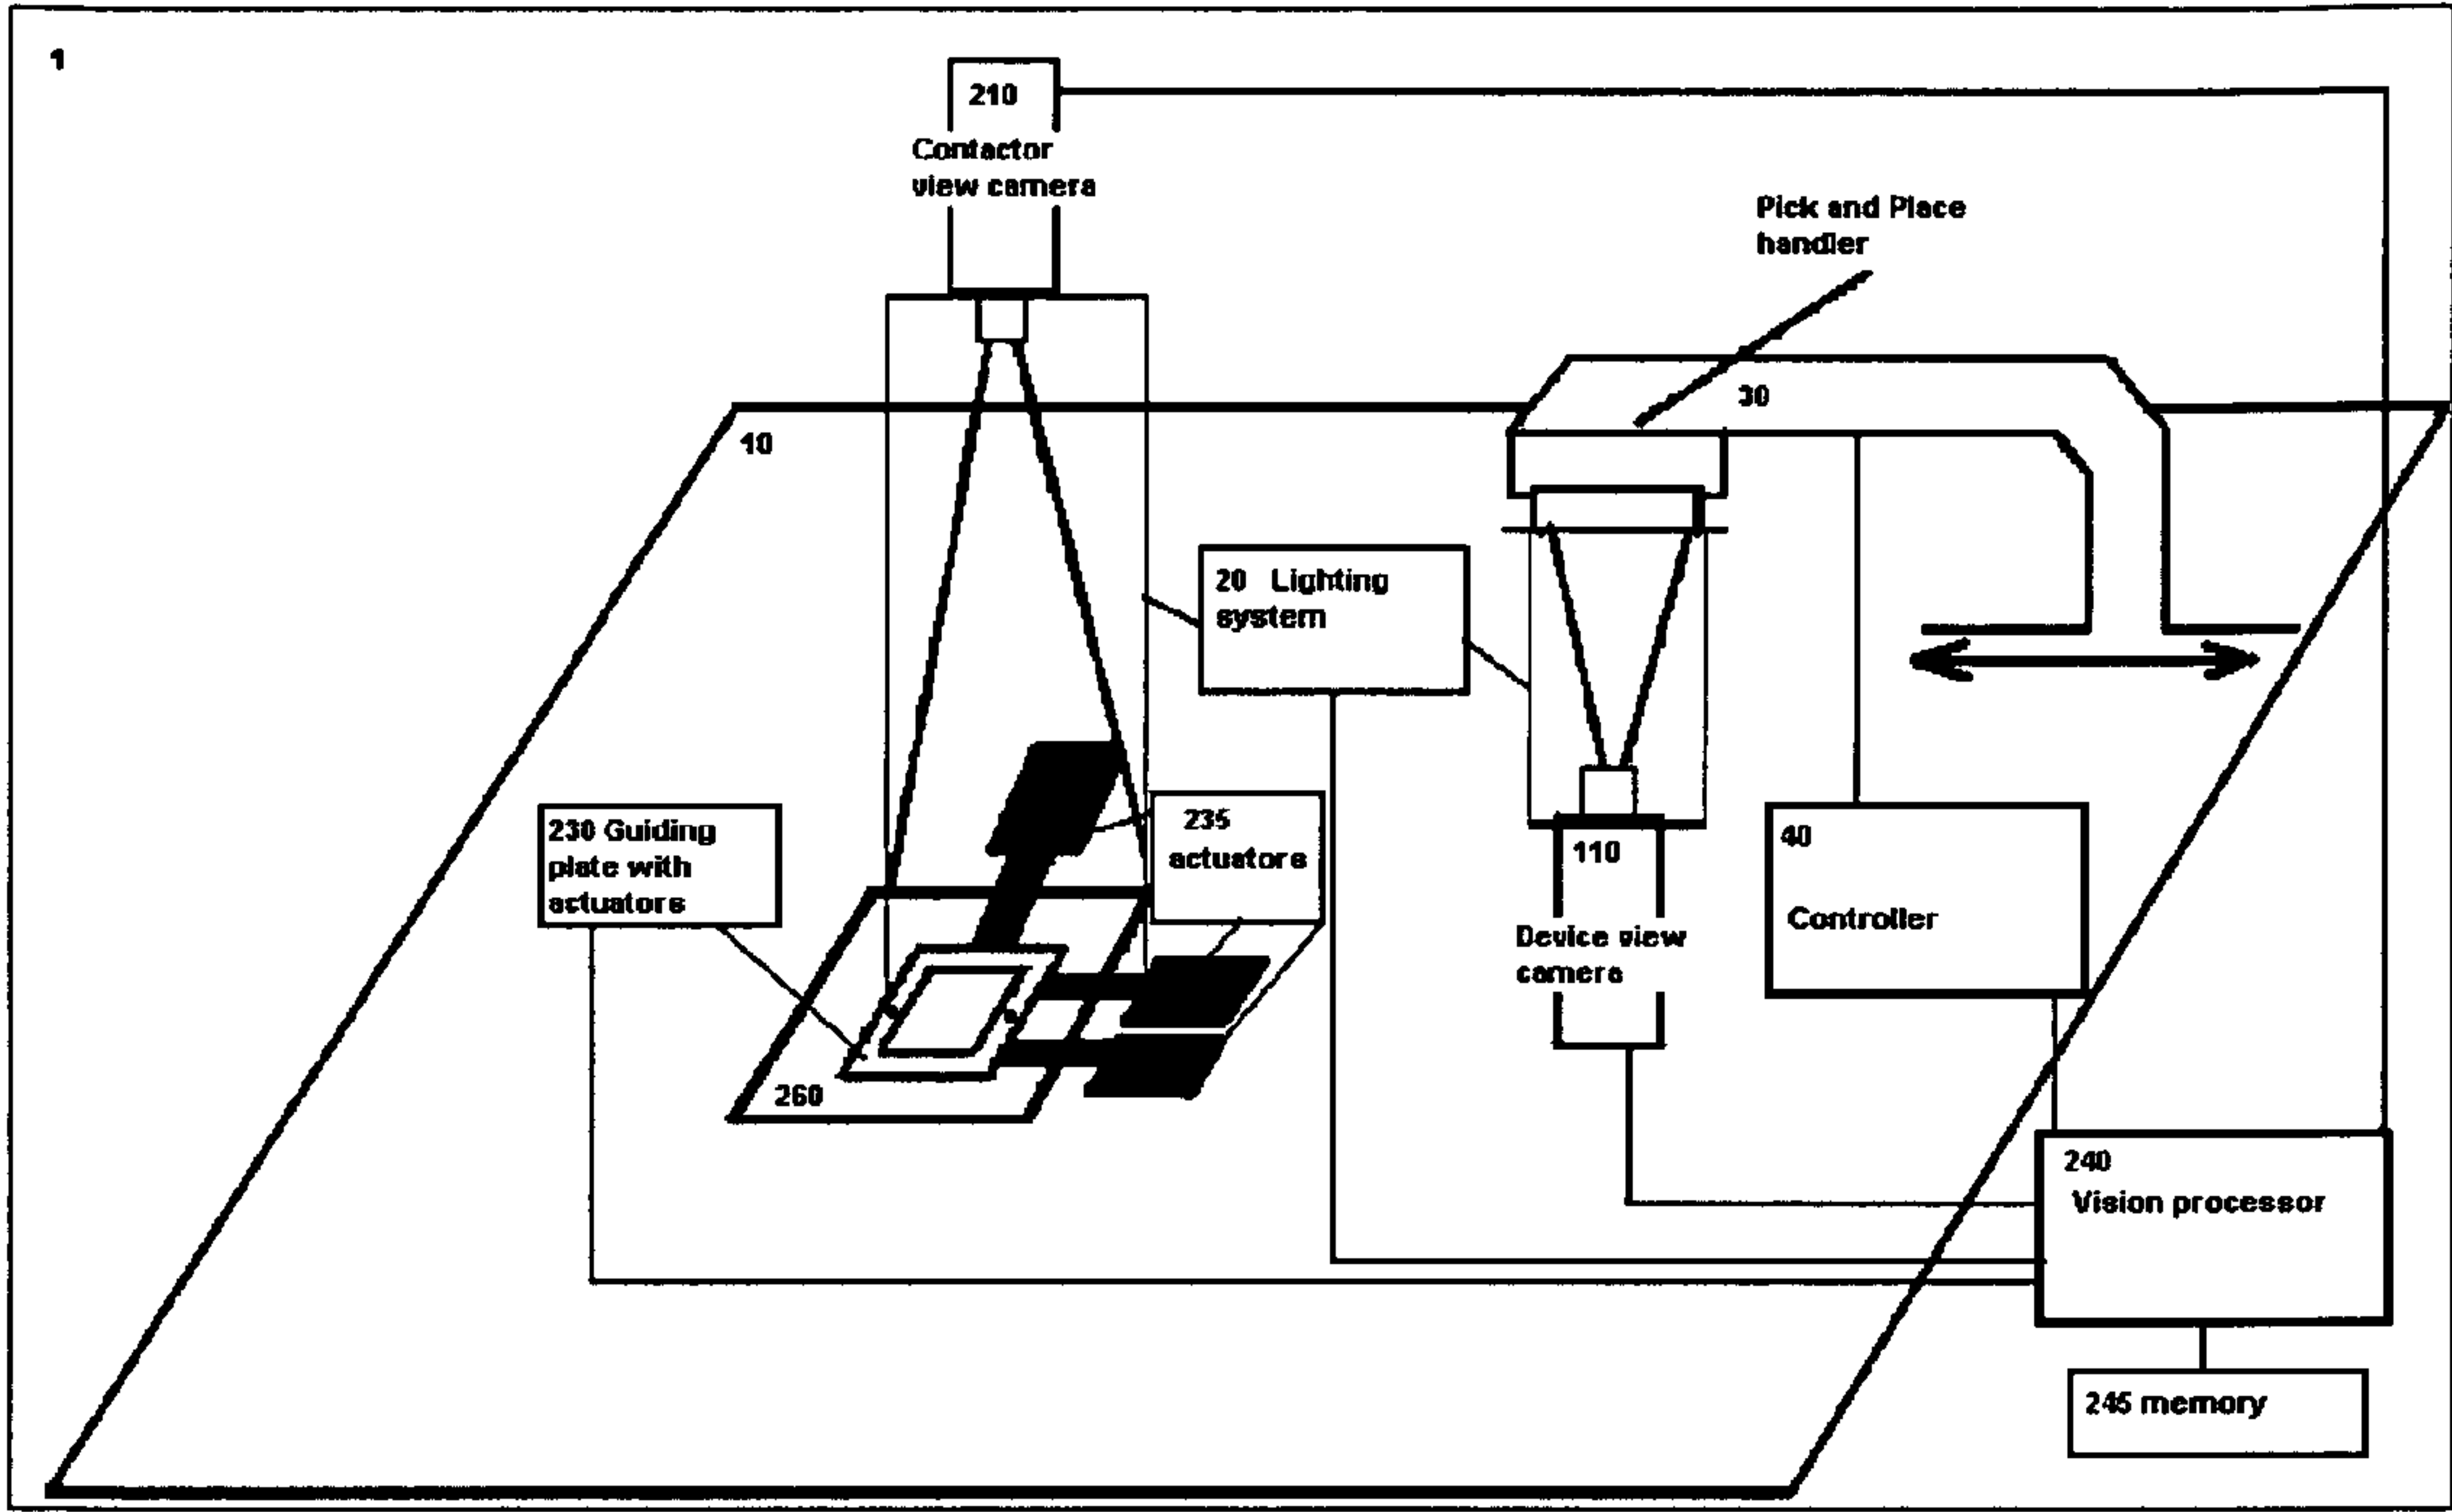 1
210
Contactor
view camera
Pick and Place
handler
30
10
20 Lighting
system
230 Guiding
plate with
actuators
235
actuators
110
Device view
camera
40
Controller
260
240
Vision processor
245 memory